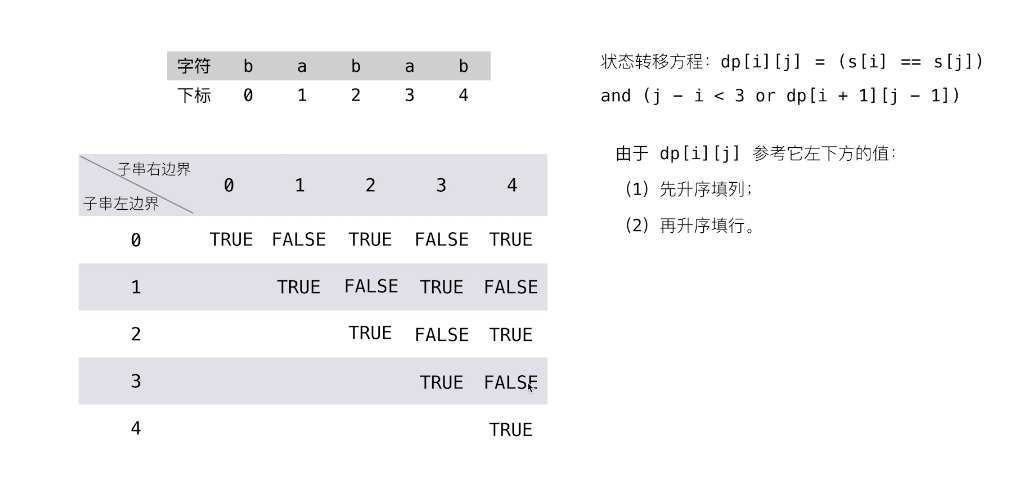 字符 b a b a b
下标 0 1 2 3 4
状态转移方程：dp[i][j] = (s[i] == s[j])
and (j - i < 3 or dp[i + 1][j - 1])
由于 dp[i][j] 参考它左下方的值：
（1）先升序填列；
（2）再升序填行。
子串右边界
子串左边界
0 1 2 3 4
0 TRUE FALSE TRUE FALSE TRUE
1 TRUE FALSE TRUE FALSE
2 TRUE FALSE TRUE
3 TRUE FALSE
4 TRUE